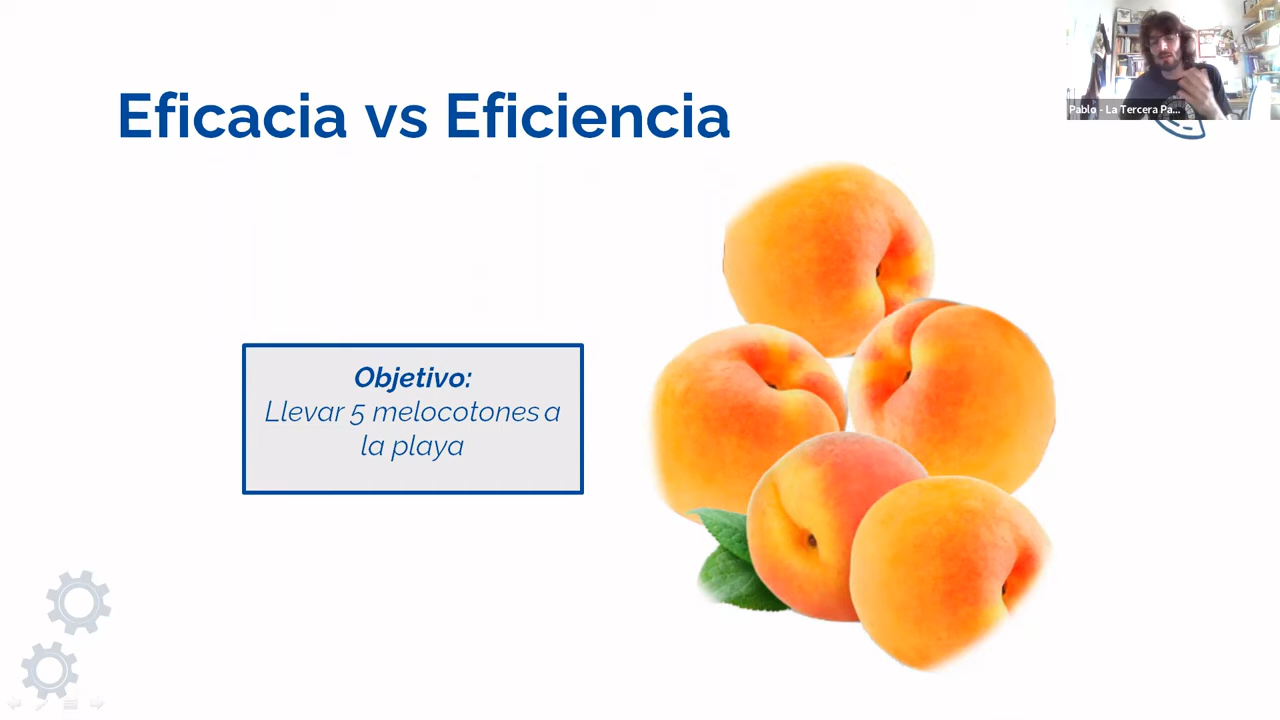 Eficacia vs Eficiencia
Pablo - La Tercera Pa...
Objetivo:
Llevar 5 melocotones a
la playa